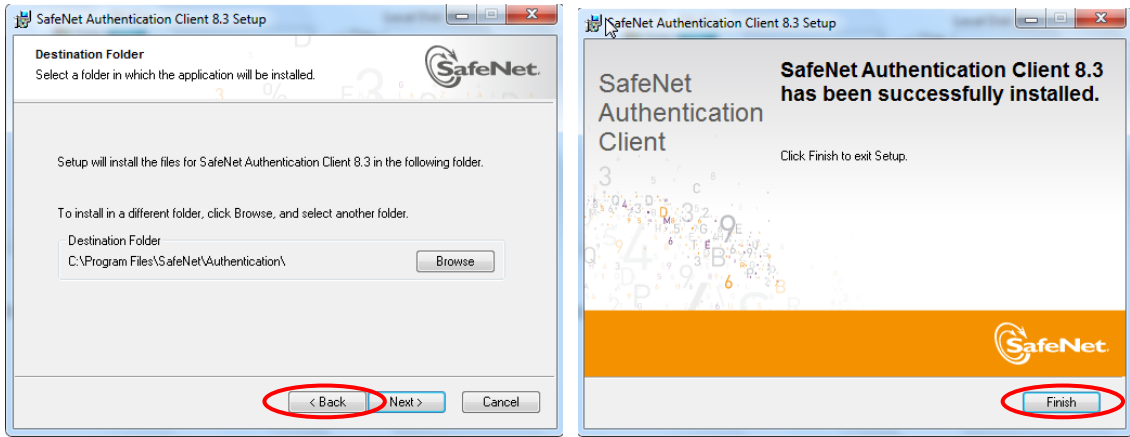 SafeNet Authentication Client 8.3 Setup
Destination Folder
Select a folder in which the application will be installed.
SafeNet.
Setup will install the files for SafeNet Authentication Client 8.3 in the following folder.
To install in a different folder, click Browse, and select another folder.
Destination Folder
C:\Program Files\SafeNet\Authentication\
Browse
< Back
Next >
Cancel
SafeNet Authentication Client 8.3 Setup
SafeNet
Authentication
Client
SafeNet Authentication Client 8.3
has been successfully installed.
Click Finish to exit Setup.
SafeNet.
Finish